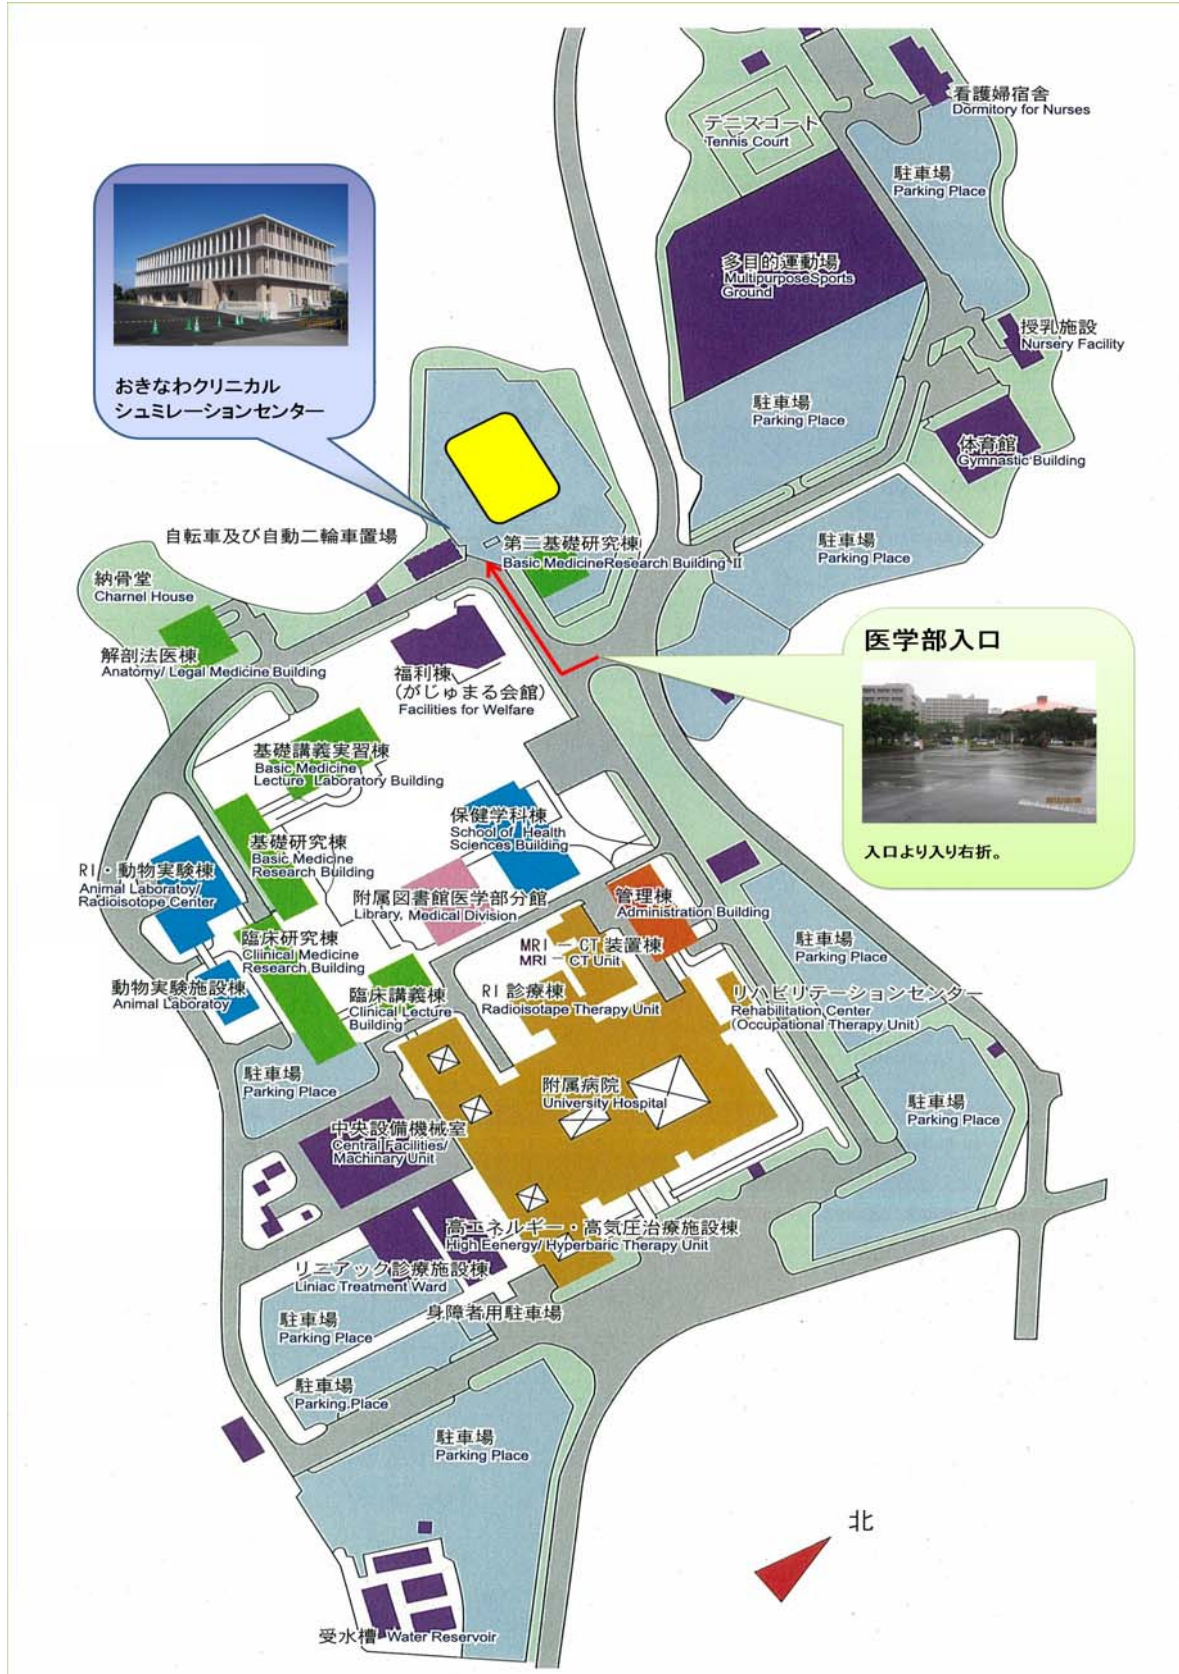 看護婦宿舎
Dormitory for Nurses
テニスコート
Tennis Court
駐車場
Parking Place
多目的運動場
MultipurposeSports
Ground
授乳施設
Nursery Facility
おきなわクリニカル
シュミレーションセンター
駐車場
Parking Place
体育館
Gymnastic Building
自転車及び自動二輪車置場
第二基礎研究棟
Basic MedicineResearch Building II
駐車場
Parking Place
納骨堂
Charnel House
解剖法医棟
Anatomy/ Legal Medicine Building
福利棟
(がじゅまる会館)
Facilities for Welfare
医学部入口
入口より入り右折。
基礎講義実習棟
Basic Medicine
Lecture Laboratory Building
保健学科棟
School of Health
Sciences Building
基礎研究棟
Basic Medicine
Research Building
RI・動物実験棟
Animal Laboratoy/
Radioisotope Center
附属図書館医学部分館
Library, Medical Division
管理棟
Administration Building
臨床研究棟
Cliinical Medicine
Research Building
MRI－CT装置棟
MRI－CT Unit
駐車場
Parking Place
動物実験施設棟
Animal Laboratoy
臨床講義棟
Clinical Lecture
Building
RI診療棟
Radioisotape Therapy Unit
リハビリテーションセンター
Rehabilitation Center
(Occupational Therapy Unit)
駐車場
Parking Place
附属病院
University Hospital
駐車場
Parking Place
中央設備機械室
Central Facilities/
Machinary Unit
高エネルギー・高気圧治療施設棟
High Eenergy/ Hyperbaric Therapy Unit
リニアック診療施設棟
Liniac Treatment Ward
駐車場
Parking Place
身障者用駐車場
駐車場
Parking.Place
駐車場
Parking Place
北
受水槽 Water Reservoir